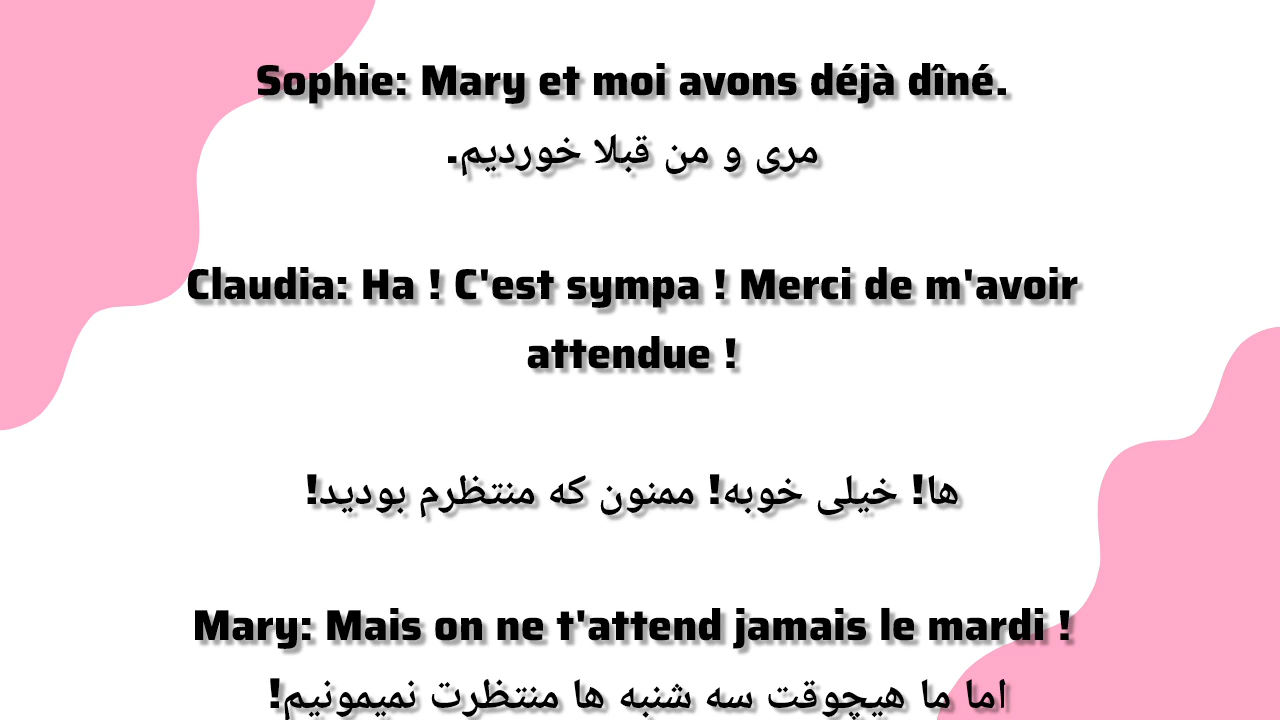 Sophie: Mary et moi avons déjà dîné.
مری و من قبلا خوردیم.
Claudia: Ha ! C'est sympa ! Merci de m'avoir
attendue !
ها! خیلی خوبه! ممنون که منتظرم بودید!
Mary: Mais on ne t'attend jamais le mardi !
اما ما هیچوقت سه شنبه ها منتظرت نمیمونیم!